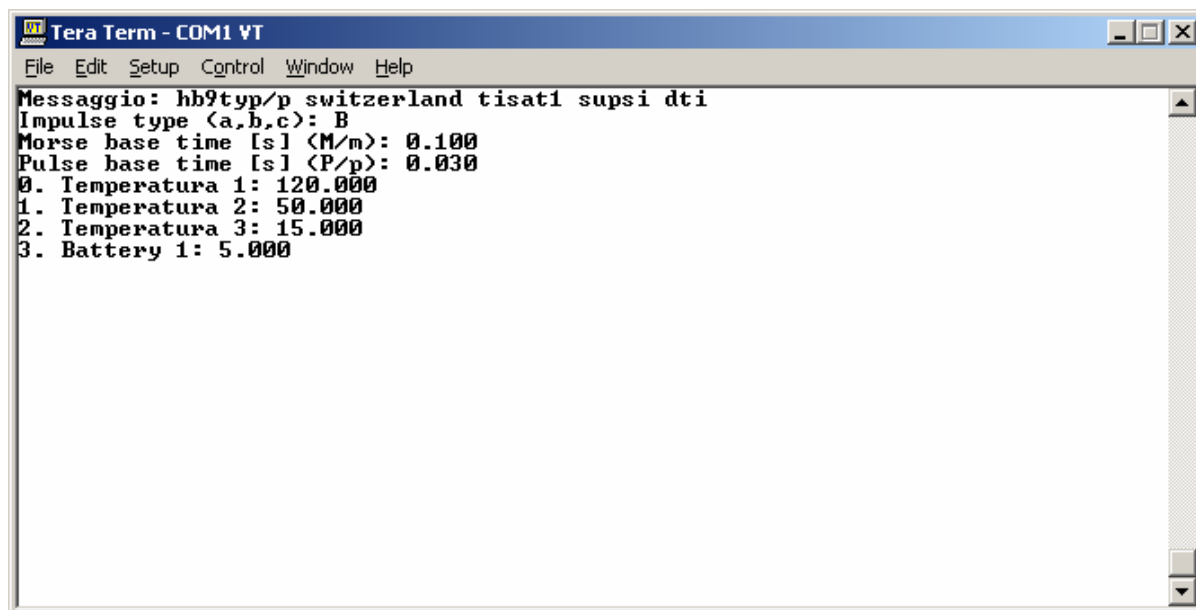 Tera Term - COM1 VT
File Edit Setup Control Window Help
Messaggio: hb9typ/p switzerland tisat1 supsi dti
Impulse type (a,b,c): B
Morse base time [s] (M/m): 0.100
Pulse base time [s] (P/p): 0.030
0. Temperatura 1: 120.000
1. Temperatura 2: 50.000
2. Temperatura 3: 15.000
3. Battery 1: 5.000